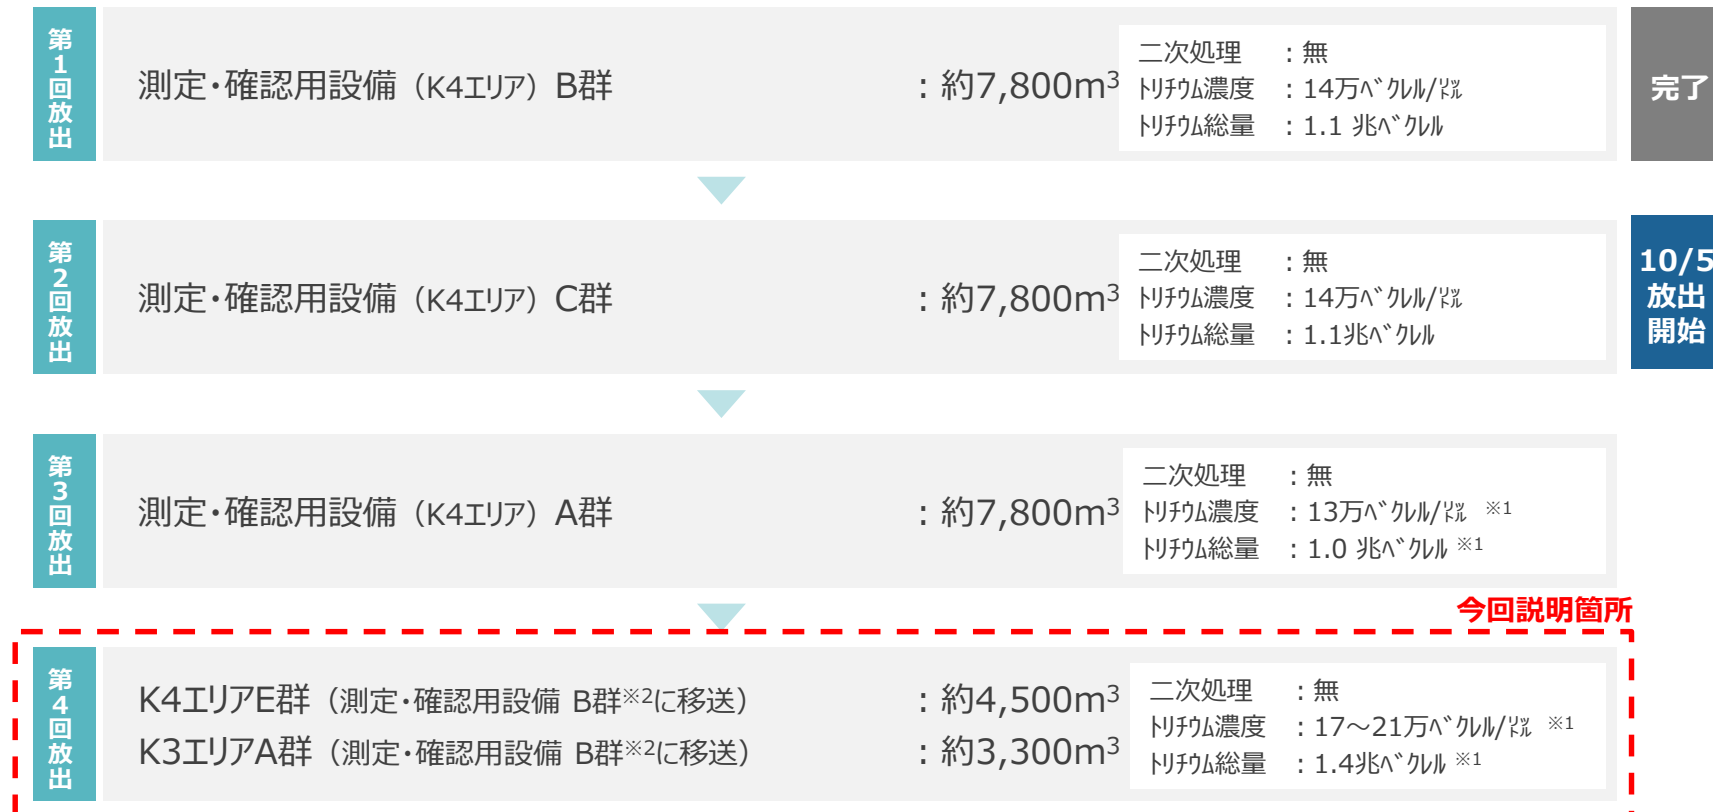 第1回放出
測定・確認用設備（K4エリア）B群 ：約7,800m3
二次処理 ：無
ﾄﾘﾁｳﾑ濃度 ：14万ﾍﾞｸﾚﾙ/㍑
ﾄﾘﾁｳﾑ総量 ：1.1 兆ﾍﾞｸﾚﾙ
完了
第2回放出
測定・確認用設備（K4エリア）C群 ：約7,800m3
二次処理 ：無
ﾄﾘﾁｳﾑ濃度 ：14万ﾍﾞｸﾚﾙ/㍑
ﾄﾘﾁｳﾑ総量 ：1.1兆ﾍﾞｸﾚﾙ
10/5
放出
開始
第3回放出
測定・確認用設備（K4エリア）A群 ：約7,800m3
二次処理 ：無
ﾄﾘﾁｳﾑ濃度 ：13万ﾍﾞｸﾚﾙ/㍑ ※1
ﾄﾘﾁｳﾑ総量 ：1.0 兆ﾍﾞｸﾚﾙ ※1
今回説明箇所
第4回放出
K4エリアE群（測定・確認用設備 B群※2に移送） ：約4,500m3
K3エリアA群（測定・確認用設備 B群※2に移送） ：約3,300m3
二次処理 ：無
ﾄﾘﾁｳﾑ濃度 ：17～21万ﾍﾞｸﾚﾙ/㍑ ※1
ﾄﾘﾁｳﾑ総量 ：1.4兆ﾍﾞｸﾚﾙ ※1